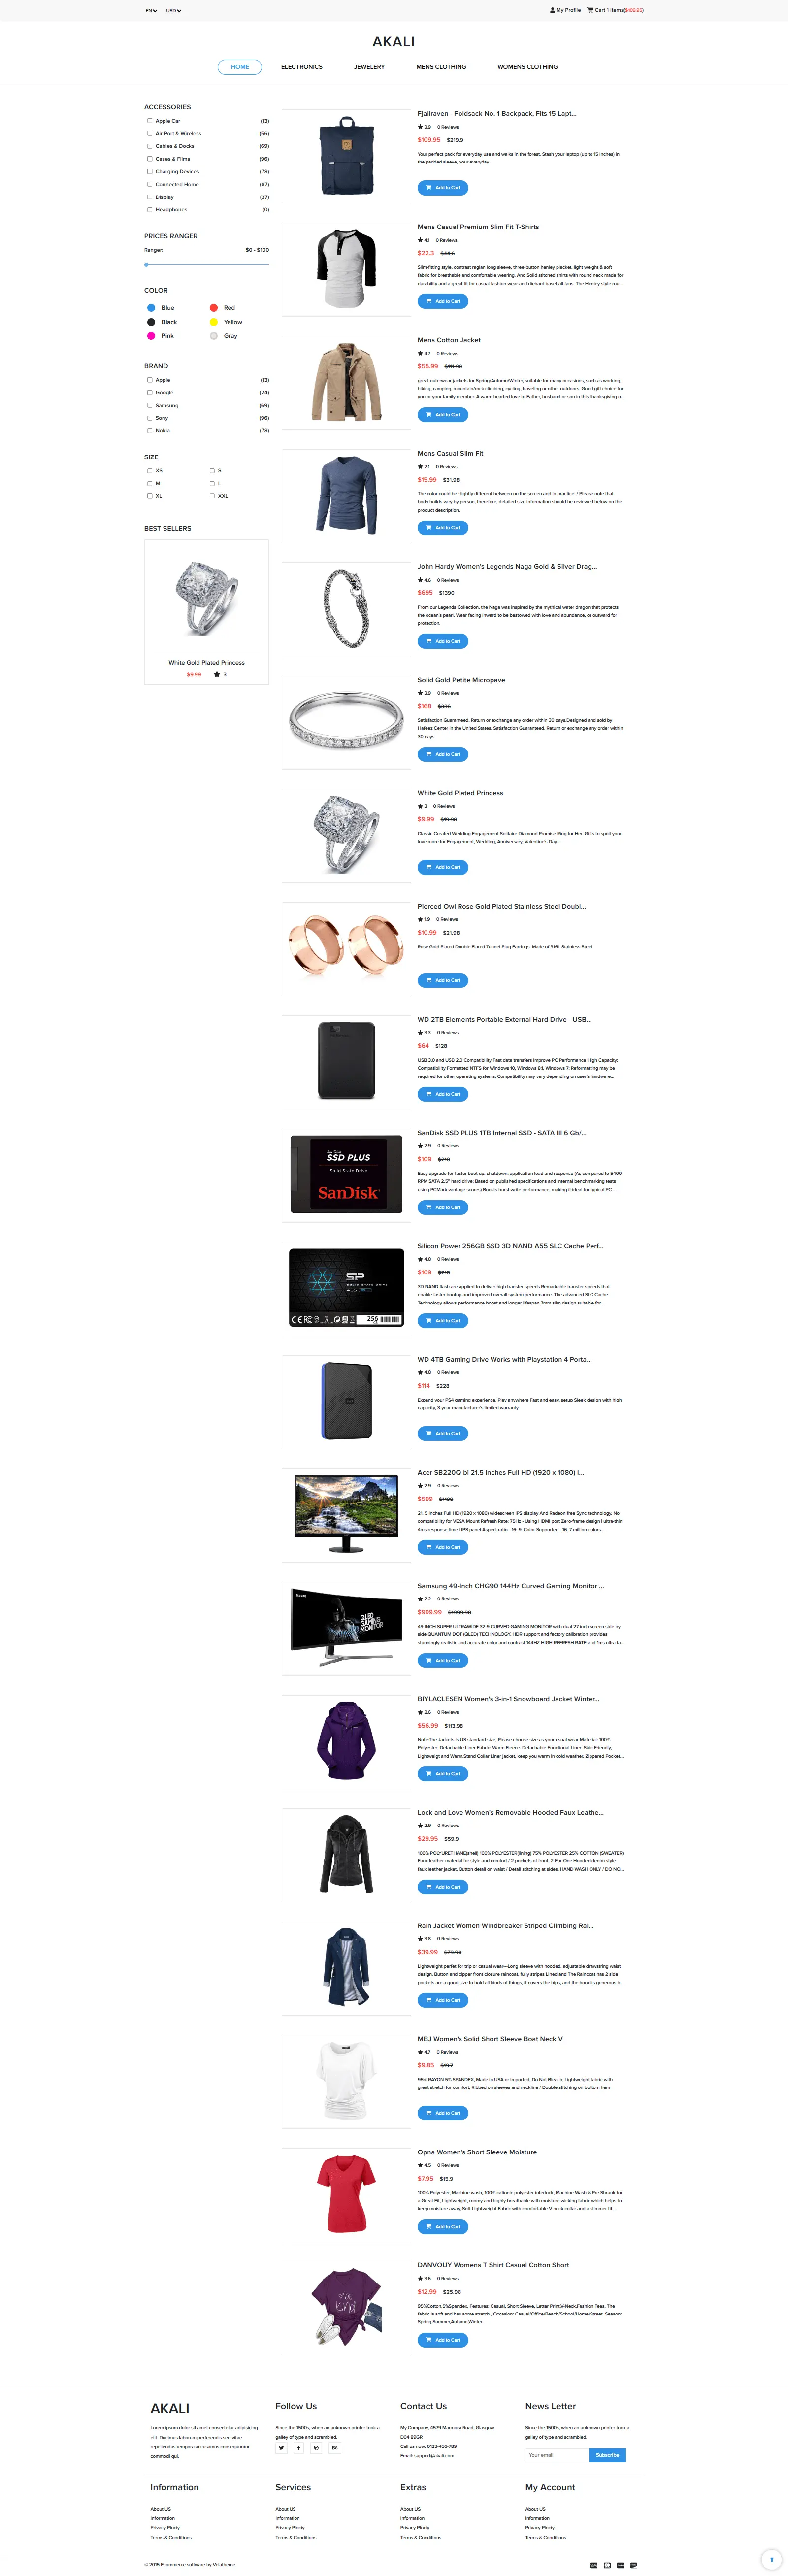 EN USD My Profile Cart 1 Items($109.95)
AKALI
HOME ELECTRONICS JEWELERY MENS CLOTHING WOMENS CLOTHING
ACCESSORIES
Apple Car (13)
Air Port & Wireless (56)
Cables & Docks (69)
Cases & Films (96)
Charging Devices (78)
Connected Home (87)
Display (37)
Headphones (0)
PRICES RANGER
Ranger: $0 - $100
COLOR
Blue Red
Black Yellow
Pink Gray
BRAND
Apple (13)
Google (24)
Samsung (69)
Sony (96)
Nokia (78)
SIZE
XS S
M L
XL XXL
BEST SELLERS
White Gold Plated Princess
$9.99 3
Fjallraven - Foldsack No. 1 Backpack, Fits 15 Lapt...
3.9 0 Reviews
$109.95 $219.9
Your perfect pack for everyday use and walks in the forest. Stash your laptop (up to 15 inches) in
the padded sleeve, your everyday
Add to Cart
Mens Casual Premium Slim Fit T-Shirts
4.1 0 Reviews
$22.3 $44.6
Slim-fitting style, contrast raglan long sleeve, three-button henley placket, light weight & soft
fabric for breathable and comfortable wearing. And Solid stitched shirts with round neck made for
durability and a great fit for casual fashion wear and diehard baseball fans. The Henley style rou...
Add to Cart
Mens Cotton Jacket
4.7 0 Reviews
$55.99 $111.98
great outerwear jackets for Spring/Autumn/Winter, suitable for many occasions, such as working,
hiking, camping, mountain/rock climbing, cycling, traveling or other outdoors. Good gift choice for
you or your family member. A warm hearted love to Father, husband or son in this thanksgiving o...
Add to Cart
Mens Casual Slim Fit
2.1 0 Reviews
$15.99 $31.98
The color could be slightly different between on the screen and in practice. / Please note that
body builds vary by person, therefore, detailed size information should be reviewed below on the
product description.
Add to Cart
John Hardy Women's Legends Naga Gold & Silver Drag...
4.6 0 Reviews
$695 $1390
From our Legends Collection, the Naga was inspired by the mythical water dragon that protects
the ocean's pearl. Wear facing inward to be bestowed with love and abundance, or outward for
protection.
Add to Cart
Solid Gold Petite Micropave
3.9 0 Reviews
$168 $336
Satisfaction Guaranteed. Return or exchange any order within 30 days.Designed and sold by
Hafeez Center in the United States. Satisfaction Guaranteed. Return or exchange any order within
30 days.
Add to Cart
White Gold Plated Princess
3 0 Reviews
$9.99 $19.98
Classic Created Wedding Engagement Solitaire Diamond Promise Ring for Her. Gifts to spoil your
love more for Engagement, Wedding, Anniversary, Valentine's Day...
Add to Cart
Pierced Owl Rose Gold Plated Stainless Steel Doubl...
1.9 0 Reviews
$10.99 $21.98
Rose Gold Plated Double Flared Tunnel Plug Earrings. Made of 316L Stainless Steel
Add to Cart
WD 2TB Elements Portable External Hard Drive - USB...
3.3 0 Reviews
$64 $128
USB 3.0 and USB 2.0 Compatibility Fast data transfers Improve PC Performance High Capacity;
Compatibility Formatted NTFS for Windows 10, Windows 8.1, Windows 7; Reformatting may be
required for other operating systems; Compatibility may vary depending on user's hardware...
Add to Cart
SanDisk
SSD PLUS
Solid State Drive
SanDisk
SanDisk SSD PLUS 1TB Internal SSD - SATA III 6 Gb/...
2.9 0 Reviews
$109 $218
Easy upgrade for faster boot up, shutdown, application load and response (As compared to 5400
RPM SATA 2.5" hard drive; Based on published specifications and internal benchmarking tests
using PCMark vantage scores) Boosts burst write performance, making it ideal for typical PC...
Add to Cart
SP
A55
256
Silicon Power 256GB SSD 3D NAND A55 SLC Cache Perf...
4.8 0 Reviews
$109 $218
3D NAND flash are applied to deliver high transfer speeds Remarkable transfer speeds that
enable faster bootup and improved overall system performance. The advanced SLC Cache
Technology allows performance boost and longer lifespan 7mm slim design suitable for...
Add to Cart
WD 4TB Gaming Drive Works with Playstation 4 Porta...
4.8 0 Reviews
$114 $228
Expand your PS4 gaming experience, Play anywhere Fast and easy, setup Sleek design with high
capacity, 3-year manufacturer's limited warranty
Add to Cart
Acer SB220Q bi 21.5 inches Full HD (1920 x 1080) I...
2.9 0 Reviews
$599 $1198
21. 5 inches Full HD (1920 x 1080) widescreen IPS display And Radeon free Sync technology. No
compatibility for VESA Mount Refresh Rate: 75Hz - Using HDMI port Zero-frame design | ultra-thin |
4ms response time | IPS panel Aspect ratio - 16: 9. Color Supported - 16. 7 million colors....
Add to Cart
QLED
GAMING
MONITOR
Samsung 49-Inch CHG90 144Hz Curved Gaming Monitor ...
2.2 0 Reviews
$999.99 $1999.98
49 INCH SUPER ULTRAWIDE 32:9 CURVED GAMING MONITOR with dual 27 inch screen side by
side QUANTUM DOT (QLED) TECHNOLOGY, HDR support and factory calibration provides
stunningly realistic and accurate color and contrast 144HZ HIGH REFRESH RATE and 1ms ultra fa...
Add to Cart
BIYLACLESEN Women's 3-in-1 Snowboard Jacket Winter...
2.6 0 Reviews
$56.99 $113.98
Note:The Jackets is US standard size, Please choose size as your usual wear Material: 100%
Polyester; Detachable Liner Fabric: Warm Fleece. Detachable Functional Liner: Skin Friendly,
Lightweigt and Warm.Stand Collar Liner jacket, keep you warm in cold weather. Zippered Pocket...
Add to Cart
Lock and Love Women's Removable Hooded Faux Leathe...
2.9 0 Reviews
$29.95 $59.9
100% POLYURETHANE(shell) 100% POLYESTER(lining) 75% POLYESTER 25% COTTON (SWEATER),
Faux leather material for style and comfort / 2 pockets of front, 2-For-One Hooded denim style
faux leather jacket, Button detail on waist / Detail stitching at sides, HAND WASH ONLY / DO NO...
Add to Cart
Rain Jacket Women Windbreaker Striped Climbing Rai...
3.8 0 Reviews
$39.99 $79.98
Lightweight perfet for trip or casual wear---Long sleeve with hooded, adjustable drawstring waist
design. Button and zipper front closure raincoat, fully stripes Lined and The Raincoat has 2 side
pockets are a good size to hold all kinds of things, it covers the hips, and the hood is generous b...
Add to Cart
MBJ Women's Solid Short Sleeve Boat Neck V
4.7 0 Reviews
$9.85 $19.7
95% RAYON 5% SPANDEX, Made in USA or Imported, Do Not Bleach, Lightweight fabric with
great stretch for comfort, Ribbed on sleeves and neckline / Double stitching on bottom hem
Add to Cart
Opna Women's Short Sleeve Moisture
4.5 0 Reviews
$7.95 $15.9
100% Polyester, Machine wash, 100% cationic polyester interlock, Machine Wash & Pre Shrunk for
a Great Fit, Lightweight, roomy and highly breathable with moisture wicking fabric which helps to
keep moisture away, Soft Lightweight Fabric with comfortable V-neck collar and a slimmer fit,...
Add to Cart
be
kind
DANVOUY Womens T Shirt Casual Cotton Short
3.6 0 Reviews
$12.99 $25.98
95%Cotton,5%Spandex, Features: Casual, Short Sleeve, Letter Print,V-Neck,Fashion Tees, The
fabric is soft and has some stretch., Occasion: Casual/Office/Beach/School/Home/Street. Season:
Spring,Summer,Autumn,Winter.
Add to Cart
AKALI
Lorem ipsum dolor sit amet consectetur adipisicing
elit. Ducimus laborum perferendis sed vitae
repellendus tempora accusamus consequuntur
commodi qui.
Follow Us
Since the 1500s, when an unknown printer took a
galley of type and scrambled.
Contact Us
My Company, 4579 Marmora Road, Glasgow
D04 89GR
Call us now: 0123-456-789
Email: support@akali.com
News Letter
Since the 1500s, when an unknown printer took a
galley of type and scrambled.
Your email Subscribe
Information
About US
Information
Privacy Plociy
Terms & Conditions
Services
About US
Information
Privacy Plociy
Terms & Conditions
Extras
About US
Information
Privacy Plociy
Terms & Conditions
My Account
About US
Information
Privacy Plociy
Terms & Conditions
© 2015 Ecommerce software by Velatheme